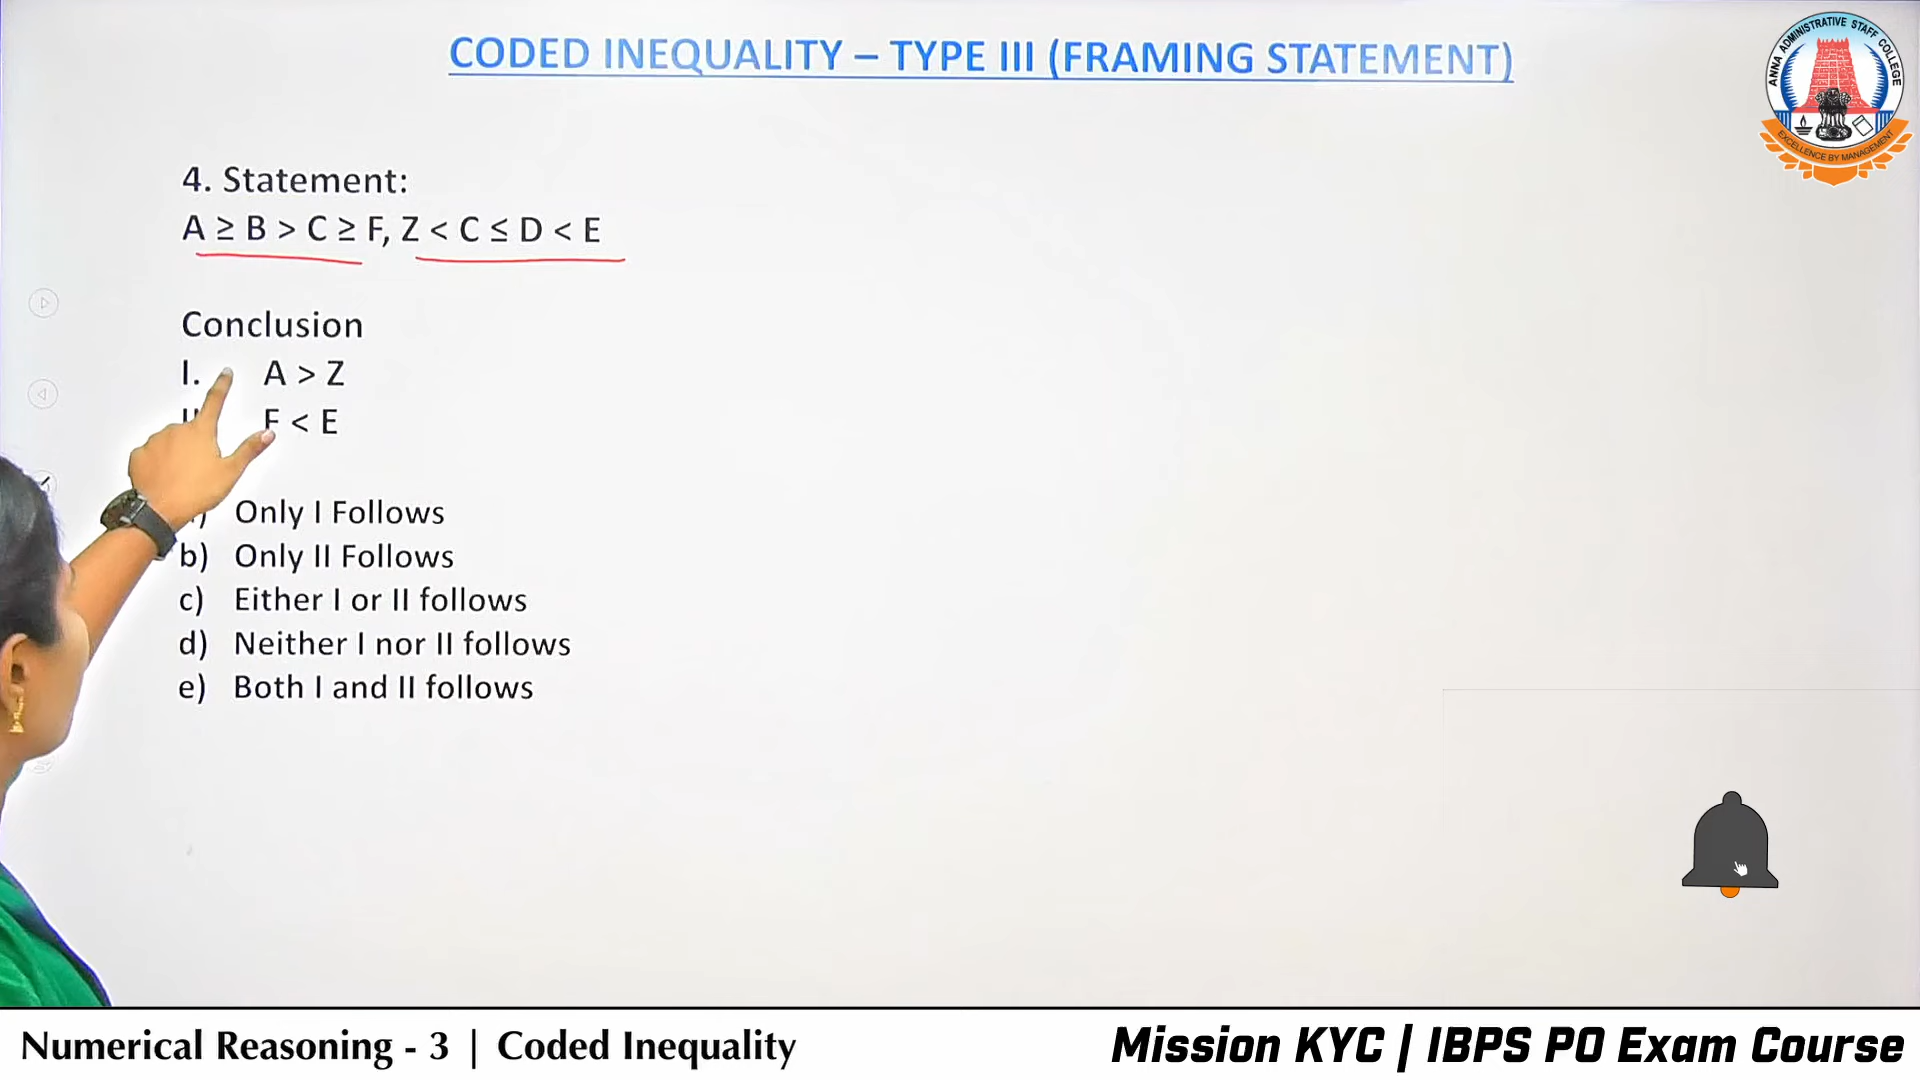 CODED INEQUALITY – TYPE III (FRAMING STATEMENT)
ANNA ADMINISTRATIVE STAFF COLLEGE
EXCELLENCE BY MANAGEMENT
4. Statement:
A ≥ B > C ≥ F, Z < C ≤ D < E
Conclusion
I. A > Z
F < E
Only I Follows
b) Only II Follows
c) Either I or II follows
d) Neither I nor II follows
e) Both I and II follows
Numerical Reasoning - 3 | Coded Inequality
Mission KYC | IBPS PO Exam Course